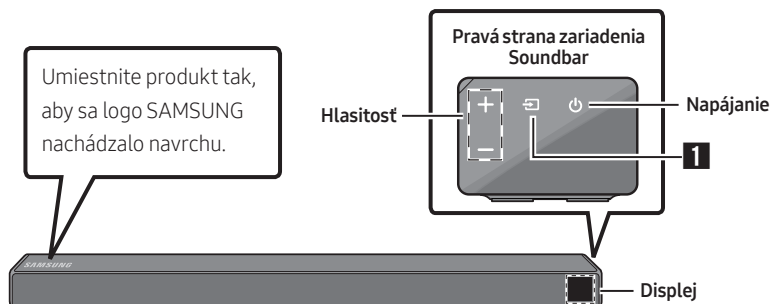 Pravá strana zariadenia
Soundbar
Umiestnite produkt tak,
aby sa logo SAMSUNG
nachádzalo navrchu.
Hlasitosť
Napájanie
1
SAMSUNG
Displej